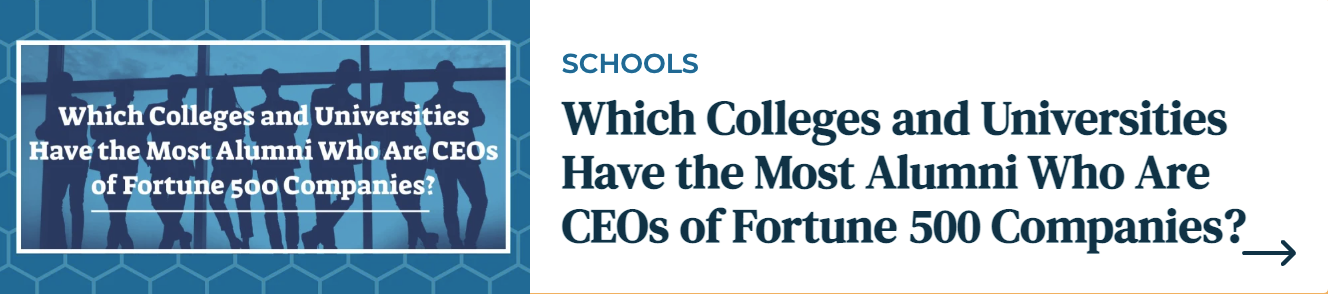 Which Colleges and Universities
Have the Most Alumni Who Are CEOs
of Fortune 500 Companies?
SCHOOLS
Which Colleges and Universities
Have the Most Alumni Who Are
CEOs of Fortune 500 Companies?